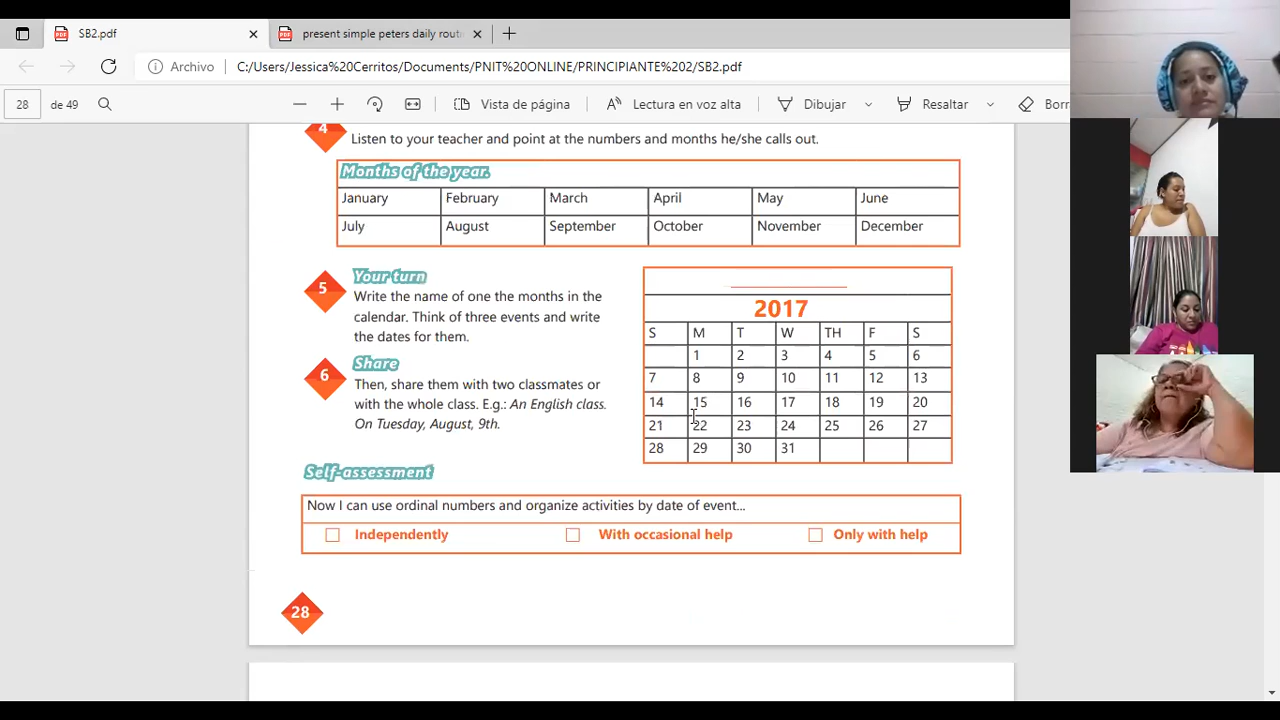 SB2.pdf
present simple peters daily rout
Archivo
C:/Users/Jessica%20Cerritos/Documents/PNIT%20ONLINE/PRINCIPIANTE%202/SB2.pdf
28
de 49
Vista de página
Lectura en voz alta
Dibujar
Resaltar
Borr
4
Listen to your teacher and point at the numbers and months he/she calls out.
Months of the year.
January February March April May June
July August September October November December
5
Your turn
Write the name of one the months in the
calendar. Think of three events and write
the dates for them.
6
Share
Then, share them with two classmates or
with the whole class. E.g.: An English class.
On Tuesday, August, 9th.
2017
S M T W TH F S
1 2 3 4 5 6
7 8 9 10 11 12 13
14 15 16 17 18 19 20
21 22 23 24 25 26 27
28 29 30 31
Self-assessment
Now I can use ordinal numbers and organize activities by date of event...
Independently With occasional help Only with help
28